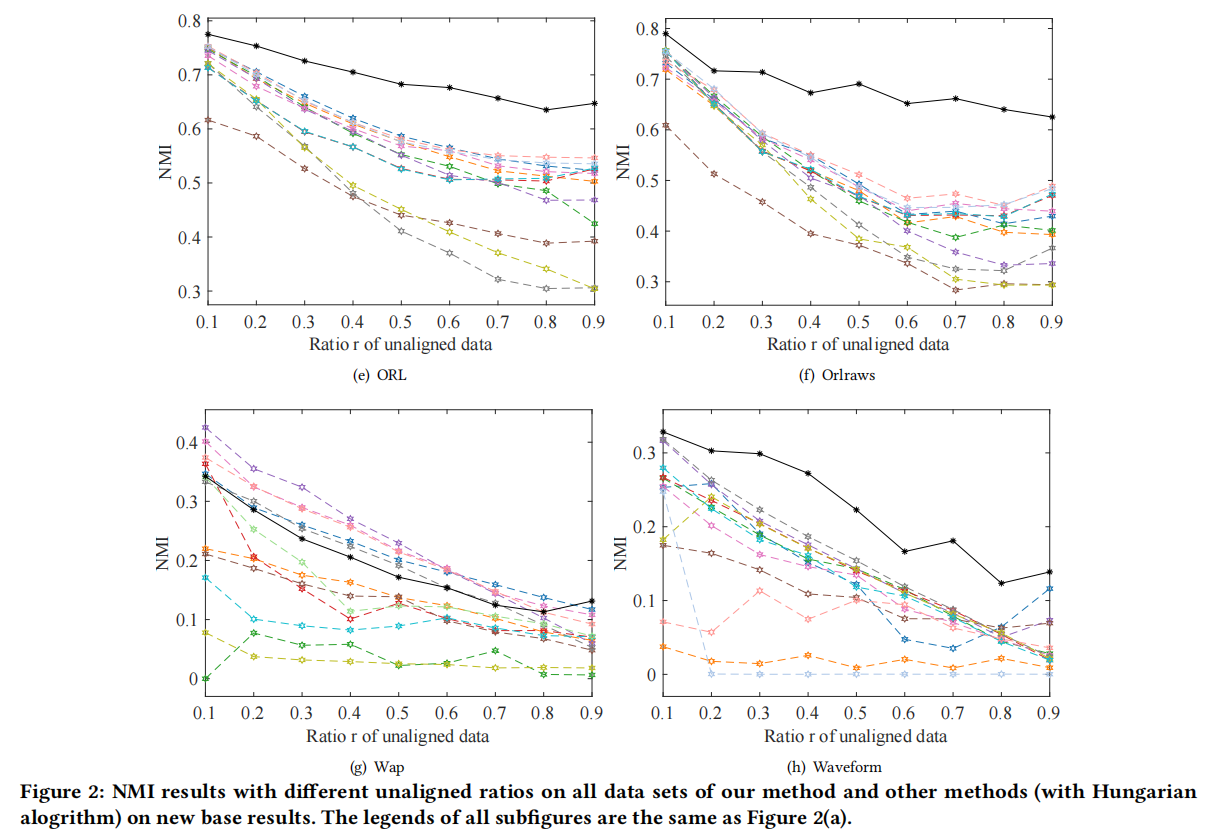 0.8
0.7
0.6
0.5
0.4
0.3
NMI
0.1 0.2 0.3 0.4 0.5 0.6 0.7 0.8 0.9
Ratio r of unaligned data
(e) ORL
0.8
0.7
0.6
0.5
0.4
0.3
NMI
0.1 0.2 0.3 0.4 0.5 0.6 0.7 0.8 0.9
Ratio r of unaligned data
(f) Orlraws
0.4
0.3
0.2
0.1
0
NMI
0.1 0.2 0.3 0.4 0.5 0.6 0.7 0.8 0.9
Ratio r of unaligned data
(g) Wap
0.3
0.2
0.1
0
NMI
0.1 0.2 0.3 0.4 0.5 0.6 0.7 0.8 0.9
Ratio r of unaligned data
(h) Waveform
Figure 2: NMI results with different unaligned ratios on all data sets of our method and other methods (with Hungarian
alogrithm) on new base results. The legends of all subfigures are the same as Figure 2(a).